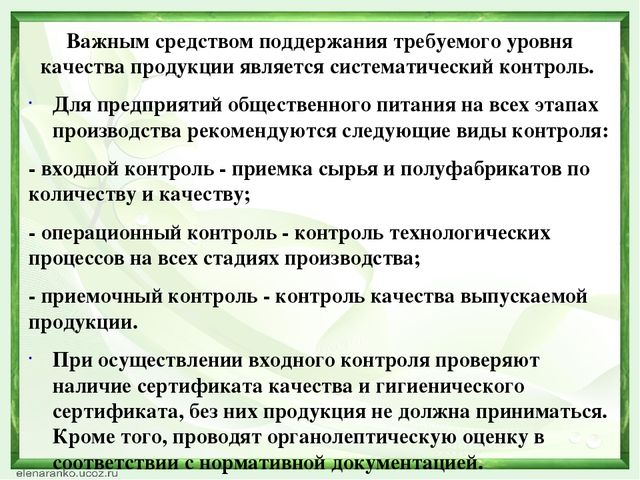 Важным средством поддержания требуемого уровня
качества продукции является систематический контроль.
Для предприятий общественного питания на всех этапах
производства рекомендуются следующие виды контроля:
- входной контроль - приемка сырья и полуфабрикатов по
количеству и качеству;
- операционный контроль - контроль технологических
процессов на всех стадиях производства;
- приемочный контроль - контроль качества выпускаемой
продукции.
При осуществлении входного контроля проверяют
наличие сертификата качества и гигиенического
сертификата, без них продукция не должна приниматься.
Кроме того, проводят органолептическую оценку в
соответствии с нормативной документацией.
elenaranko.ucoz.ru